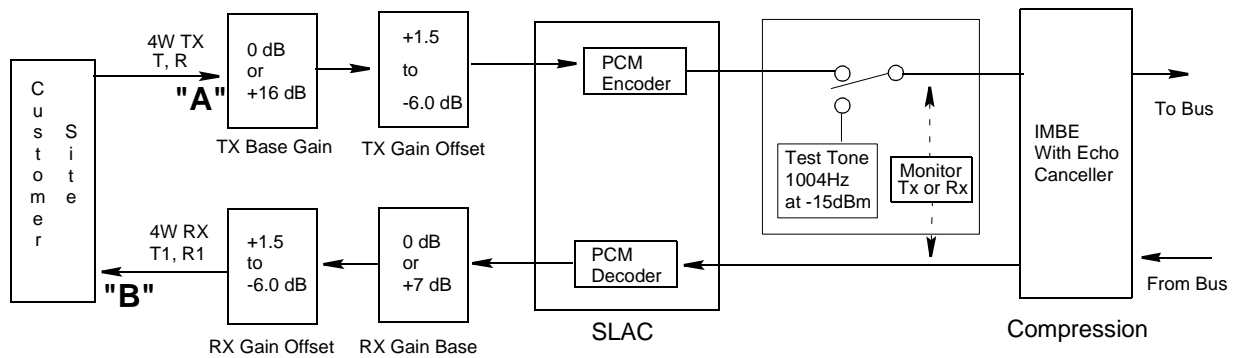 Customer
Site
4W TX
T, R
"A"
0 dB
or
+16 dB
TX Base Gain
+1.5
to
-6.0 dB
TX Gain Offset
PCM
Encoder
Test Tone
1004Hz
at -15dBm
Monitor
Tx or Rx
IMBE
With Echo
Canceller
To Bus
4W RX
T1, R1
"B"
+1.5
to
-6.0 dB
RX Gain Offset
0 dB
or
+7 dB
RX Gain Base
PCM
Decoder
SLAC
From Bus
Compression